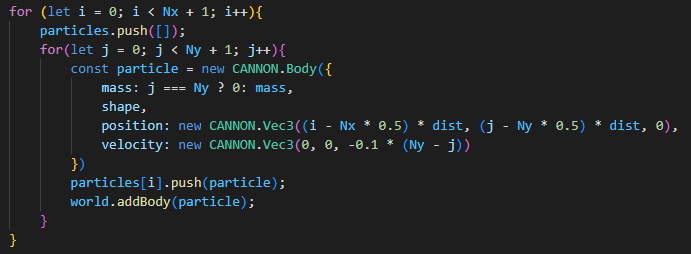 for (let i = 0; i < Nx + 1; i++){
    particles.push([]);
    for(let j = 0; j < Ny + 1; j++){
        const particle = new CANNON.Body({
            mass: j === Ny ? 0: mass,
            shape,
            position: new CANNON.Vec3((i - Nx * 0.5) * dist, (j - Ny * 0.5) * dist, 0),
            velocity: new CANNON.Vec3(0, 0, -0.1 * (Ny - j))
        })
        particles[i].push(particle);
        world.addBody(particle);
    }
}